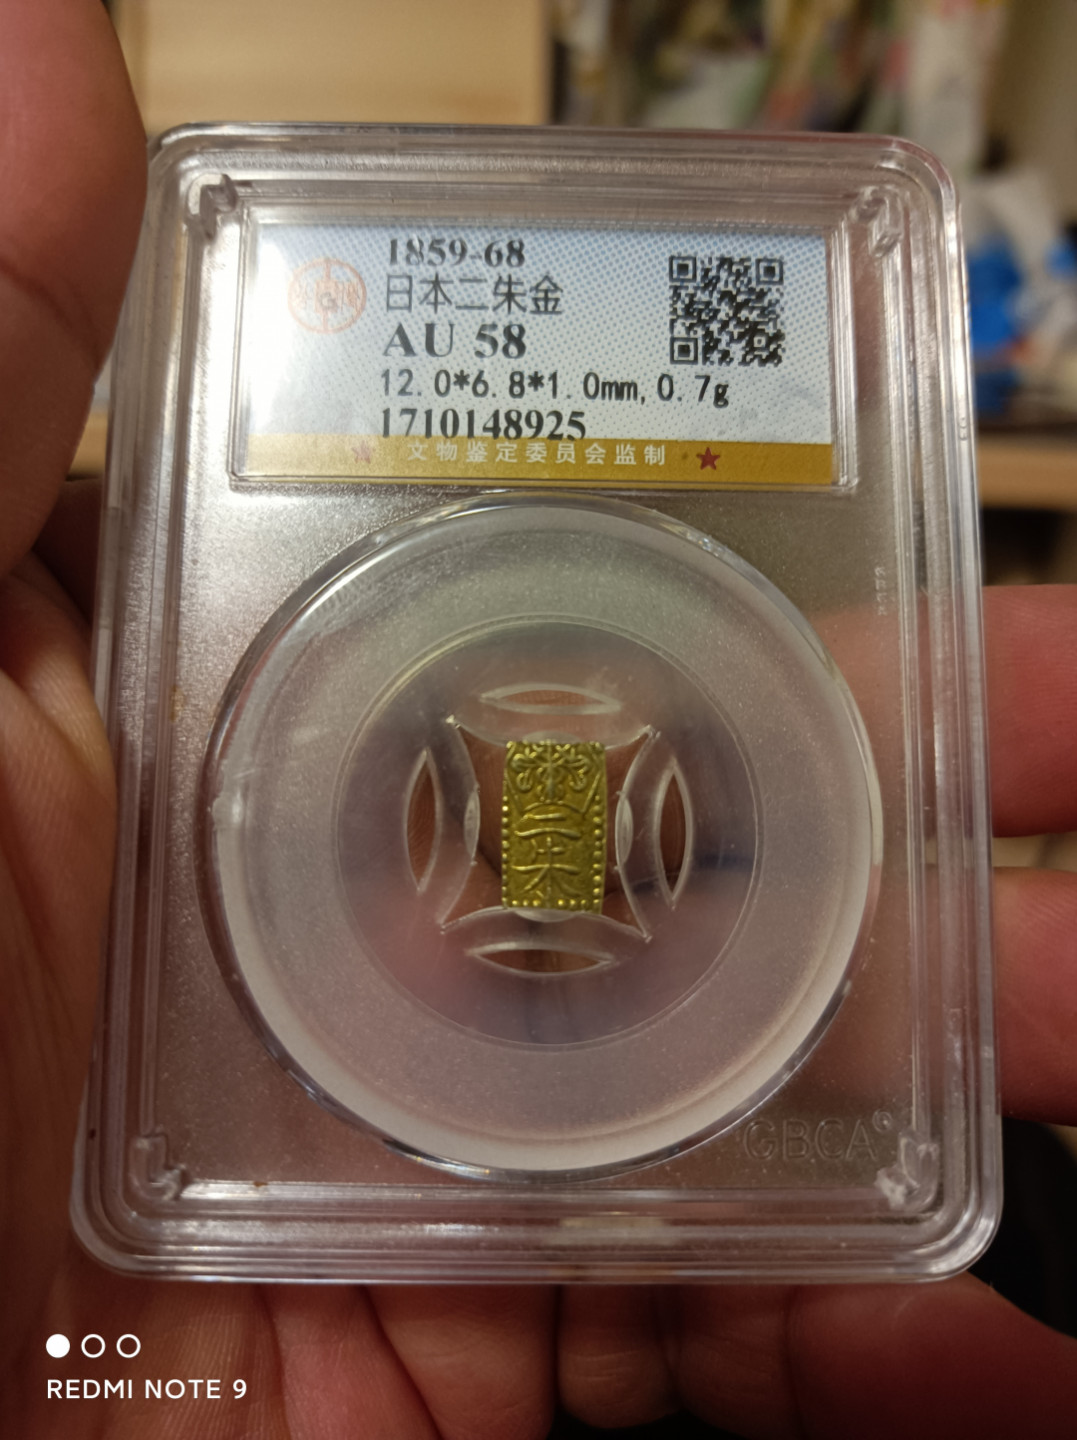 1859-68
日本二朱金
AU 58
12.0*6.8*1.0mm,0.7g
1710148925
文物鉴定委员会监制
二朱
GBCA
REDMI NOTE 9